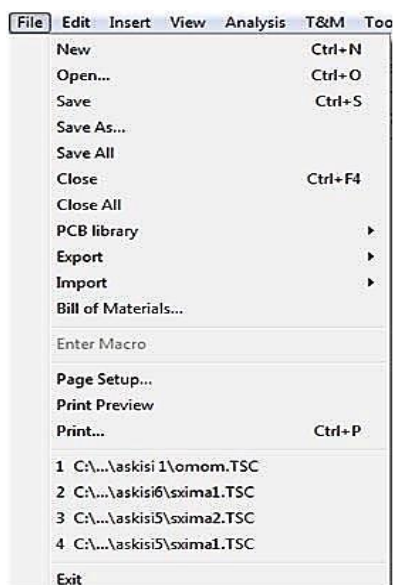 File Edit Insert View Analysis T&M Too
New Ctrl+N
Open... Ctrl+O
Save Ctrl+S
Save As...
Save All
Close Ctrl+F4
Close All
PCB library
Export
Import
Bill of Materials...
Enter Macro
Page Setup...
Print Preview
Print... Ctrl+P
1 C:\...\askisi 1\omom.TSC
2 C:\...\askisi6\sxima1.TSC
3 C:\...\askisi5\sxima2.TSC
4 C:\...\askisi5\sxima1.TSC
Exit